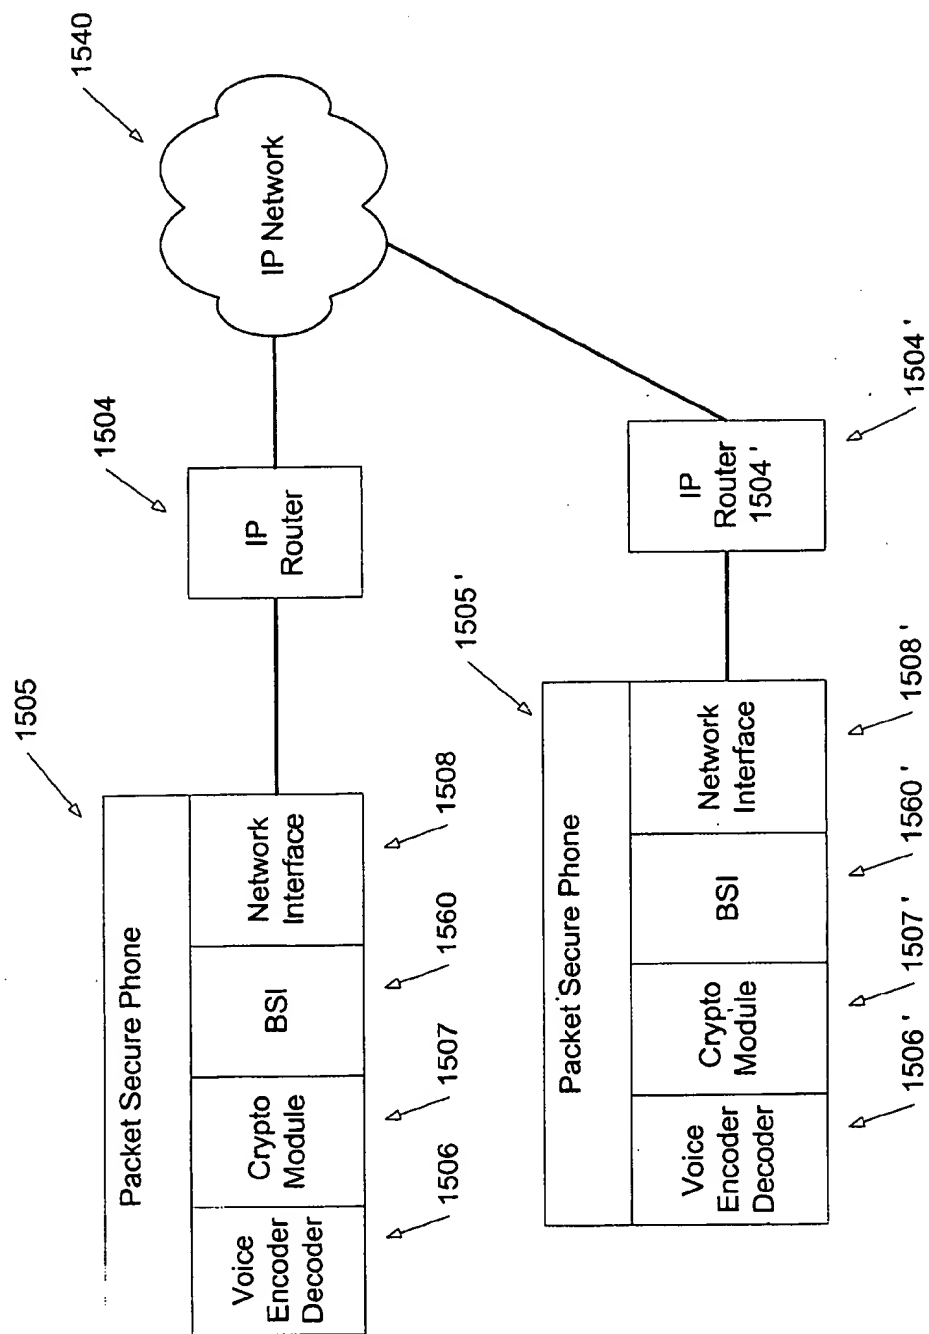 1505
Packet Secure Phone
Voice
Encoder
Decoder
Crypto
Module
BSI
Network
Interface
1506
1507
1560
1508
1504
IP
Router
1540
IP Network
1505 '
Packet Secure Phone
Voice
Encoder
Decoder
Crypto
Module
BSI
Network
Interface
1506 '
1507 '
1560 '
1508 '
IP
Router
1504 '
1504 '